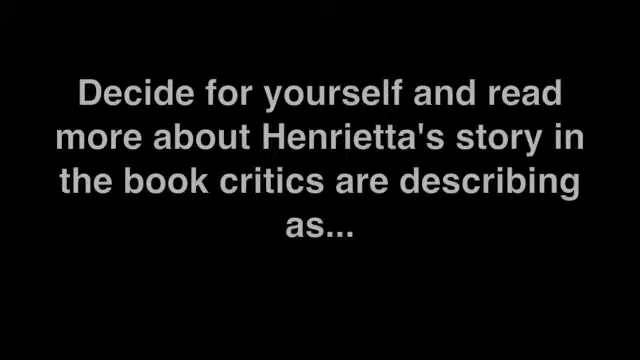 Decide for yourself and read
more about Henrietta's story in
the book critics are describing
as...